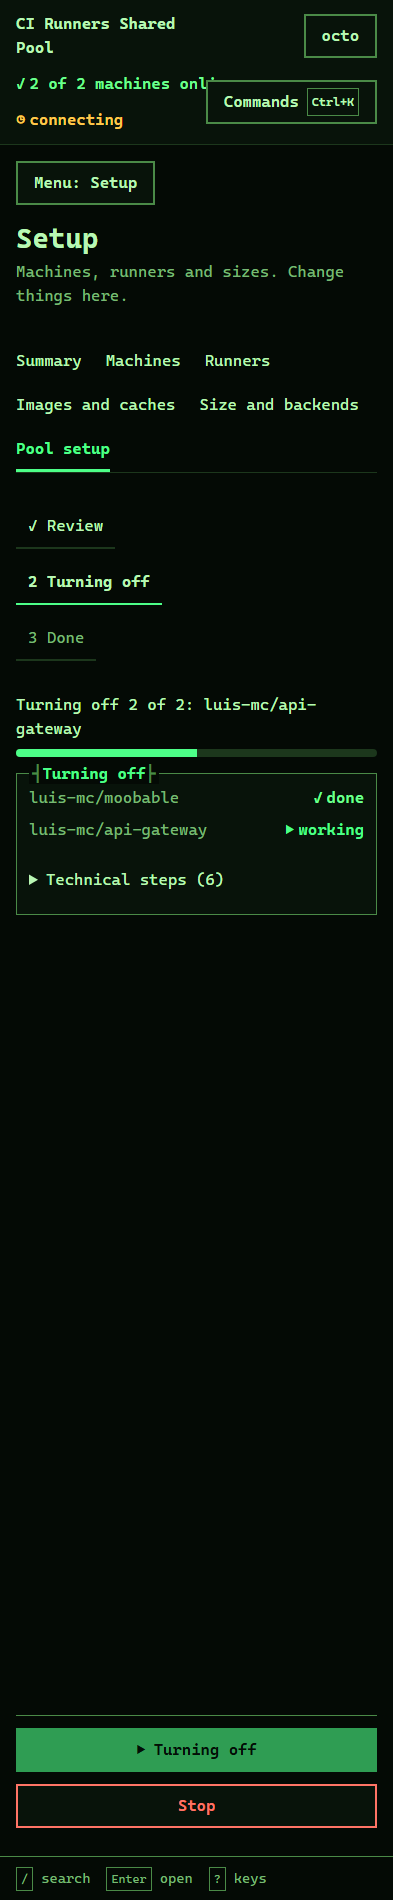 CI Runners Shared
Pool
octo
✓ 2 of 2 machines
Commands Ctrl+K
connecting
Menu: Setup
Setup
Machines, runners and sizes. Change
things here.
Summary Machines Runners
Images and caches Size and backends
Pool setup
✓ Review
2 Turning off
3 Done
Turning off 2 of 2: luis-mc/api-
gateway
Turning off
luis-mc/moobable ✓ done
luis-mc/api-gateway ▶ working
▶ Technical steps (6)
▶ Turning off
Stop
/ search Enter open ? keys